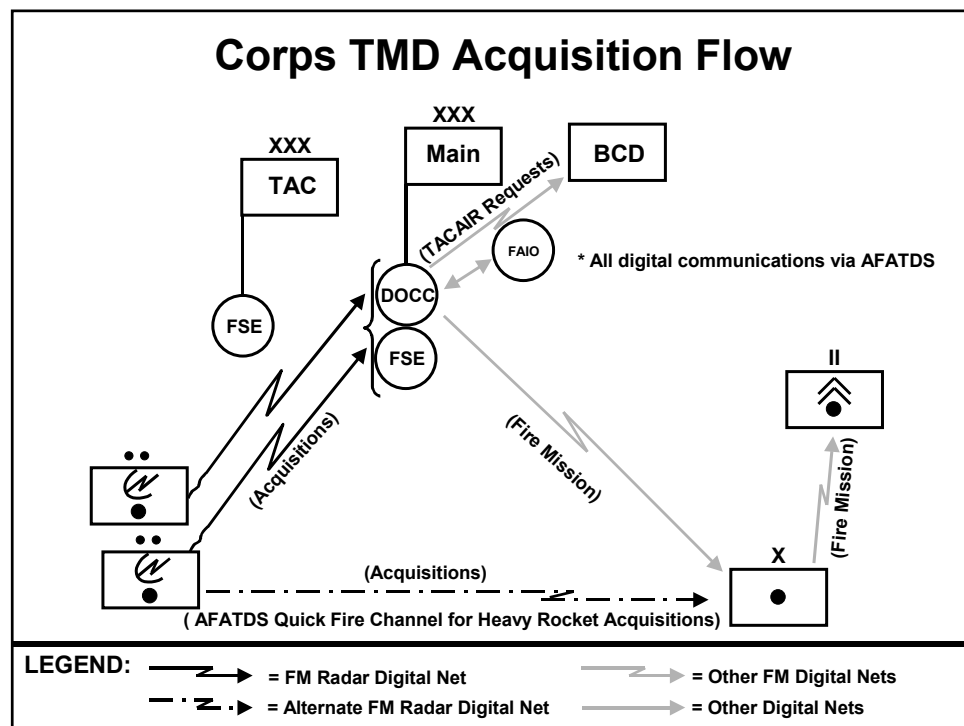 Corps TMD Acquisition Flow
XXX
XXX
Main
BCD
TAC
(TACAIR Requests)
FAIO
* All digital communications via AFATDS
DOCC
FSE
FSE
II
(Acquisitions)
(Fire Mission)
(Fire Mission)
X
(Acquisitions)
( AFATDS Quick Fire Channel for Heavy Rocket Acquisitions)
LEGEND:
= FM Radar Digital Net
= Other FM Digital Nets
= Alternate FM Radar Digital Net
= Other Digital Nets